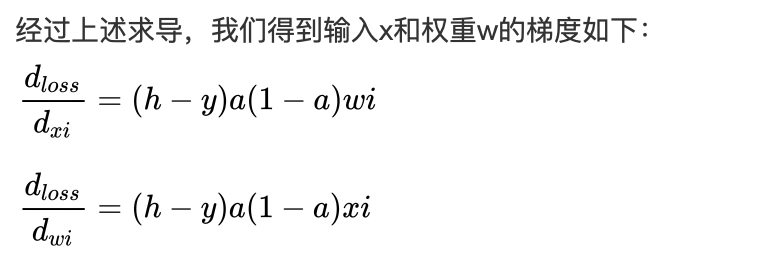 经过上述求导，我们得到输入x和权重w的梯度如下：
\frac{d_{loss}}{d_{xi}} = (h - y)a(1 - a)wi
\frac{d_{loss}}{d_{wi}} = (h - y)a(1 - a)xi